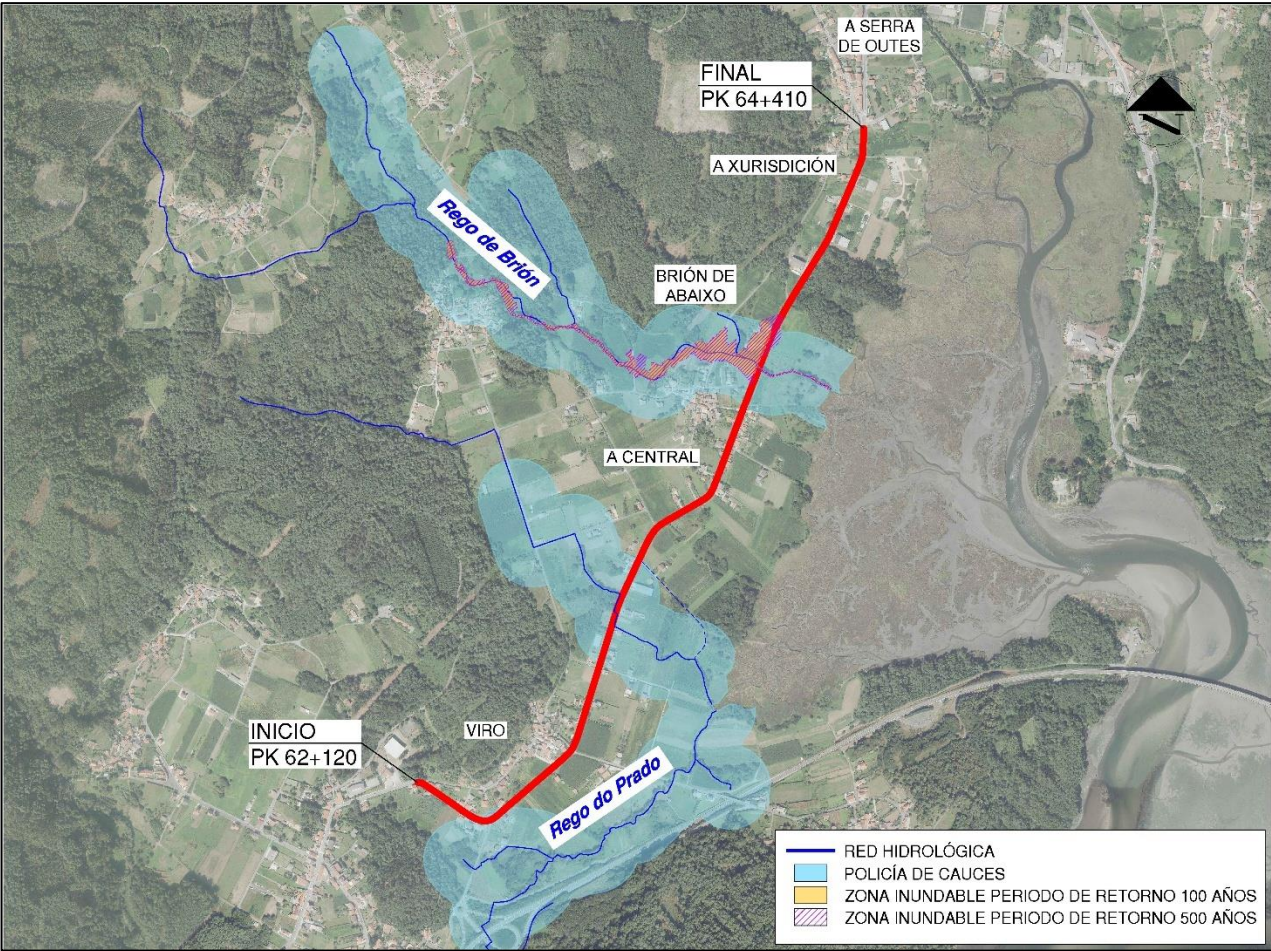 A SERRA
DE OUTES
FINAL
PK 64+410
A XURISDICIÓN
Rego de Brión
BRIÓN DE
ABAIXO
A CENTRAL
INICIO
PK 62+120
VIRO
Rego do Prado
RED HIDROLÓGICA
POLICÍA DE CAUCES
ZONA INUNDABLE PERIODO DE RETORNO 100 AÑOS
ZONA INUNDABLE PERIODO DE RETORNO 500 AÑOS